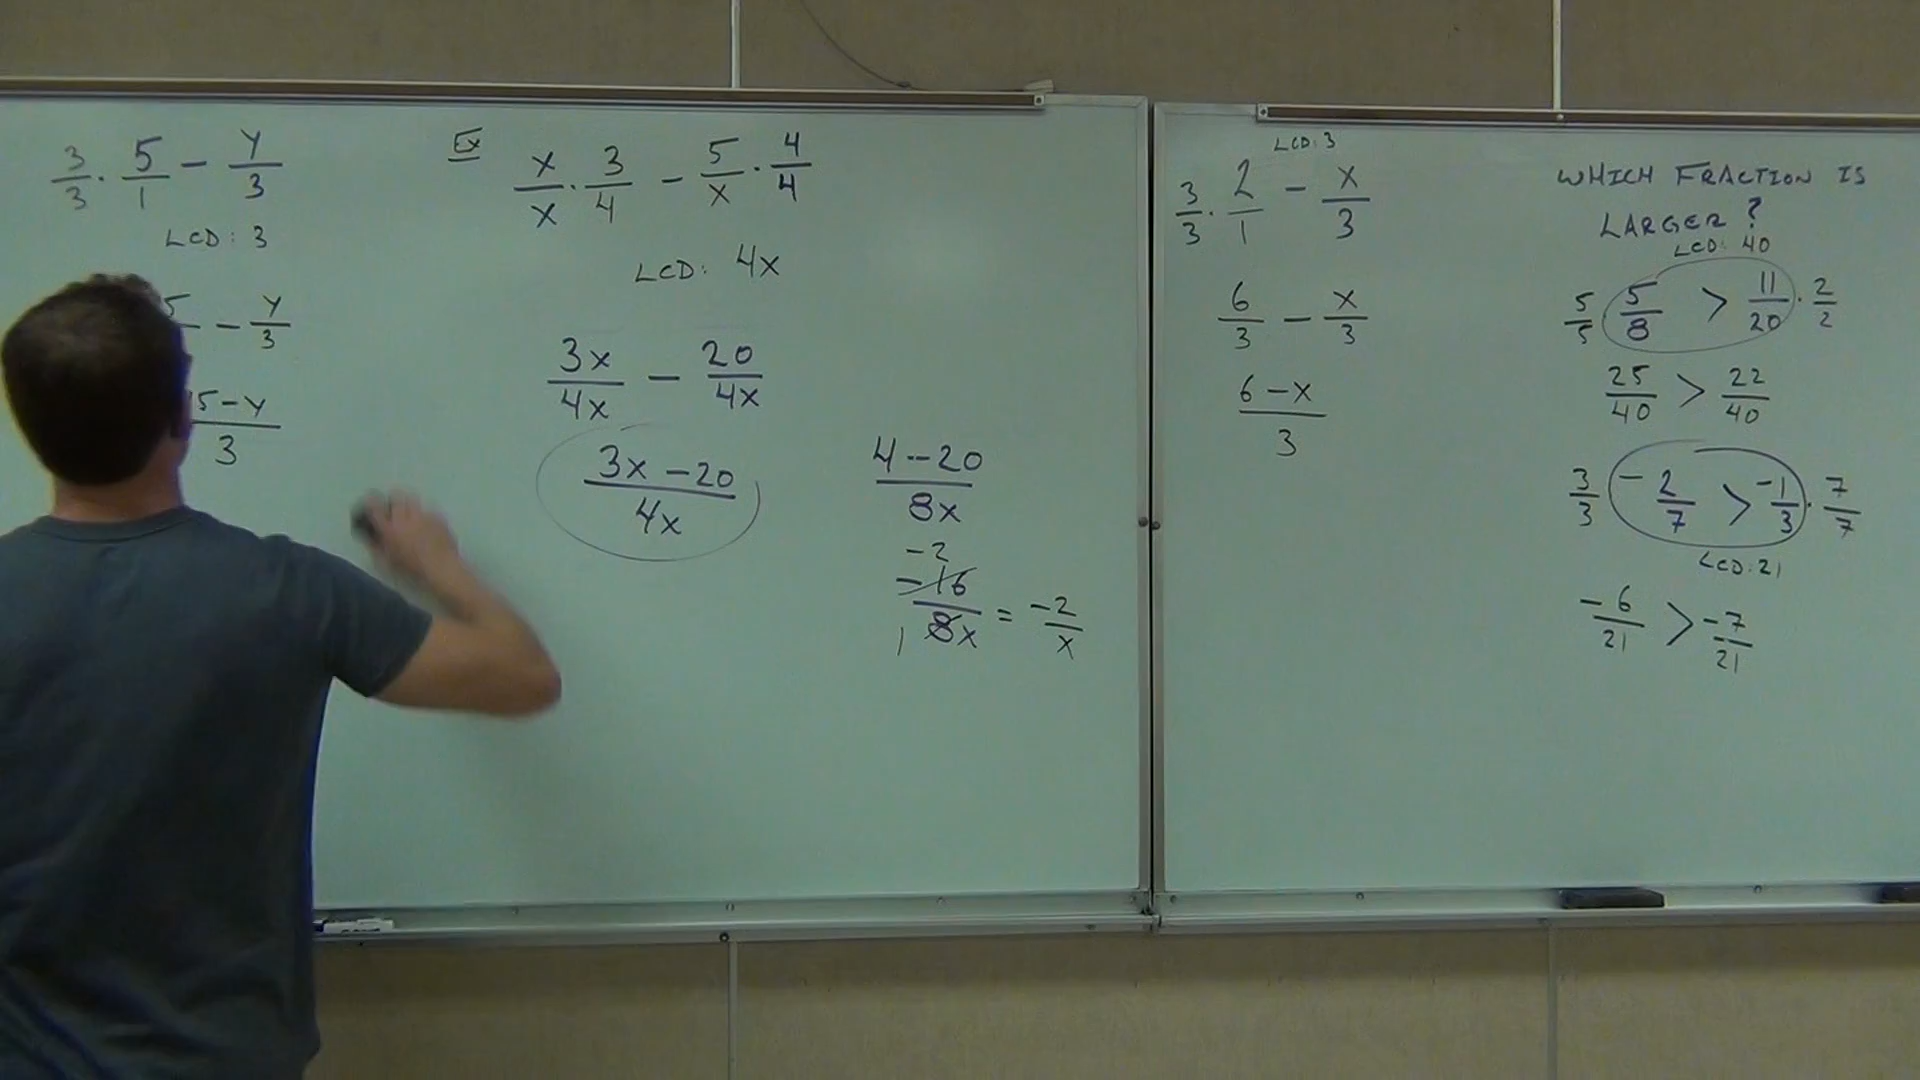 3/3 · 5/1 − y/3
LCD: 3
5/ − y/3
15−y/3
Ex x/x · 3/4 − 5/x · 4/4
LCD: 4x
3x/4x − 20/4x
3x − 20/4x
4 − 20/8x
−2
−16/8x = −2/x
1
LCD: 3
3/3 · 2/1 − x/3
6/3 − x/3
6 − x/3
WHICH FRACTION IS
LARGER?
LCD: 40
5/5 5/8 > 11/20 · 2/2
25/40 > 22/40
3/3 −2/7 > −1/3 · 7/7
LCD: 21
−6/21 > −7/21